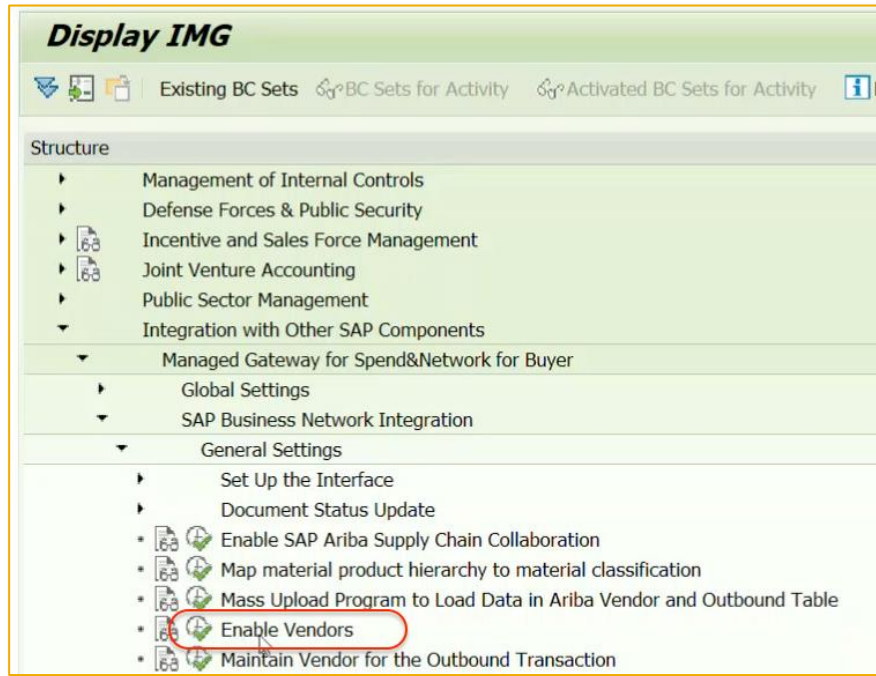 Display IMG
Existing BC Sets BC Sets for Activity Activated BC Sets for Activity
Structure
Management of Internal Controls
Defense Forces & Public Security
Incentive and Sales Force Management
Joint Venture Accounting
Public Sector Management
Integration with Other SAP Components
Managed Gateway for Spend&Network for Buyer
Global Settings
SAP Business Network Integration
General Settings
Set Up the Interface
Document Status Update
Enable SAP Ariba Supply Chain Collaboration
Map material product hierarchy to material classification
Mass Upload Program to Load Data in Ariba Vendor and Outbound Table
Enable Vendors
Maintain Vendor for the Outbound Transaction